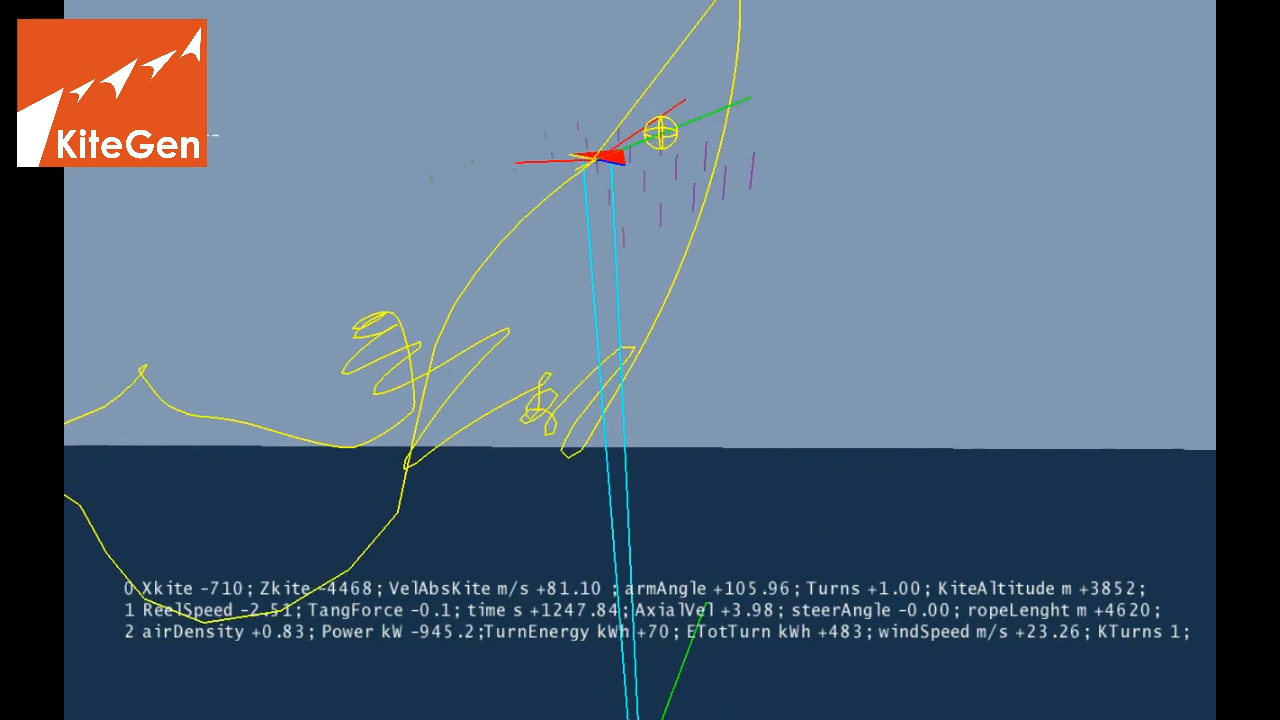 KiteGen
0 Xkite -710; Zkite -4468; VelAbsKite m/s +81.10 ; armAngle +105.96; Turns +1.00; KiteAltitude m +3852;
1 ReelSpeed -2.51; TangForce -0.1; time s +1247.84; AxialVel +3.98; steerAngle -0.00; ropeLenght m +4620;
2 airDensity +0.83; Power kW -945.2;TurnEnergy kWh +70; ETotTurn kWh +483; windSpeed m/s +23.26; KTurns 1;